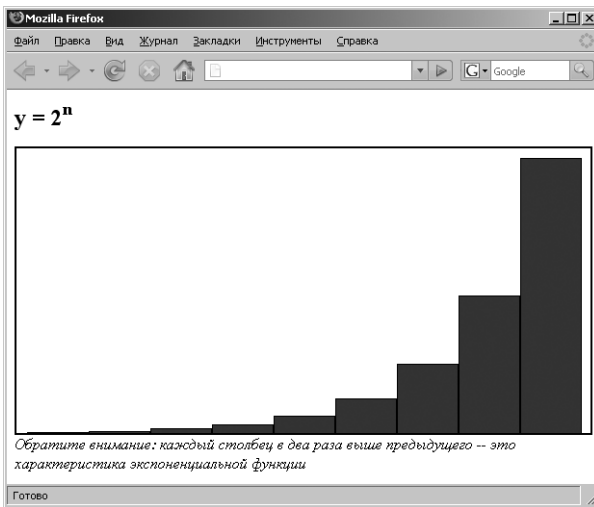 Mozilla Firefox
Файл Правка Вид Журнал Закладки Инструменты Справка
G Google
y = 2ⁿ
Обратите внимание: каждый столбец в два раза выше предыдущего -- это
характеристика экспоненциальной функции
Готово